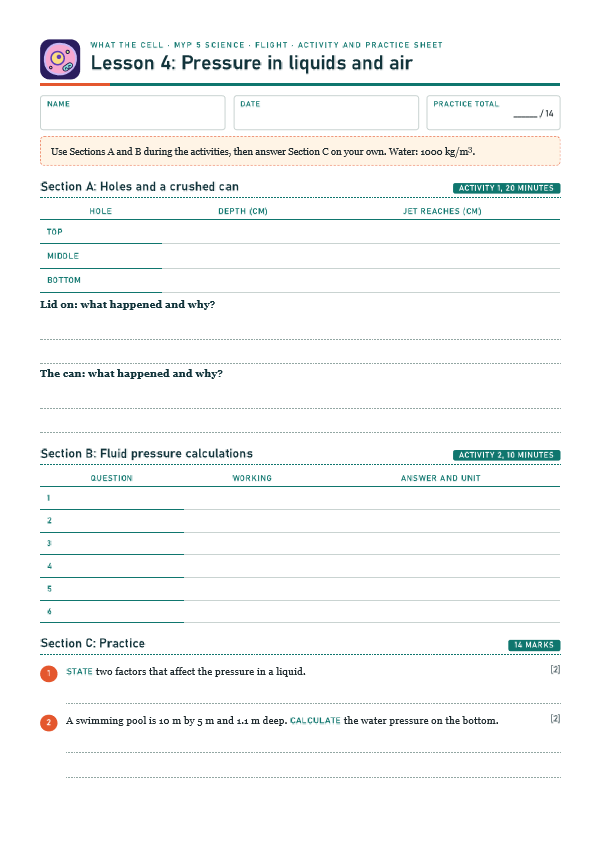 WHAT THE CELL · MYP 5 SCIENCE · FLIGHT · ACTIVITY AND PRACTICE SHEET
Lesson 4: Pressure in liquids and air
NAME
DATE
PRACTICE TOTAL
_____ / 14
Use Sections A and B during the activities, then answer Section C on your own. Water: 1000 kg/m³.
Section A: Holes and a crushed can
ACTIVITY 1, 20 MINUTES
HOLE DEPTH (CM) JET REACHES (CM)
TOP
MIDDLE
BOTTOM
Lid on: what happened and why?
The can: what happened and why?
Section B: Fluid pressure calculations
ACTIVITY 2, 10 MINUTES
QUESTION WORKING ANSWER AND UNIT
1
2
3
4
5
6
Section C: Practice
14 MARKS
1 STATE two factors that affect the pressure in a liquid. [2]
2 A swimming pool is 10 m by 5 m and 1.1 m deep. CALCULATE the water pressure on the bottom. [2]